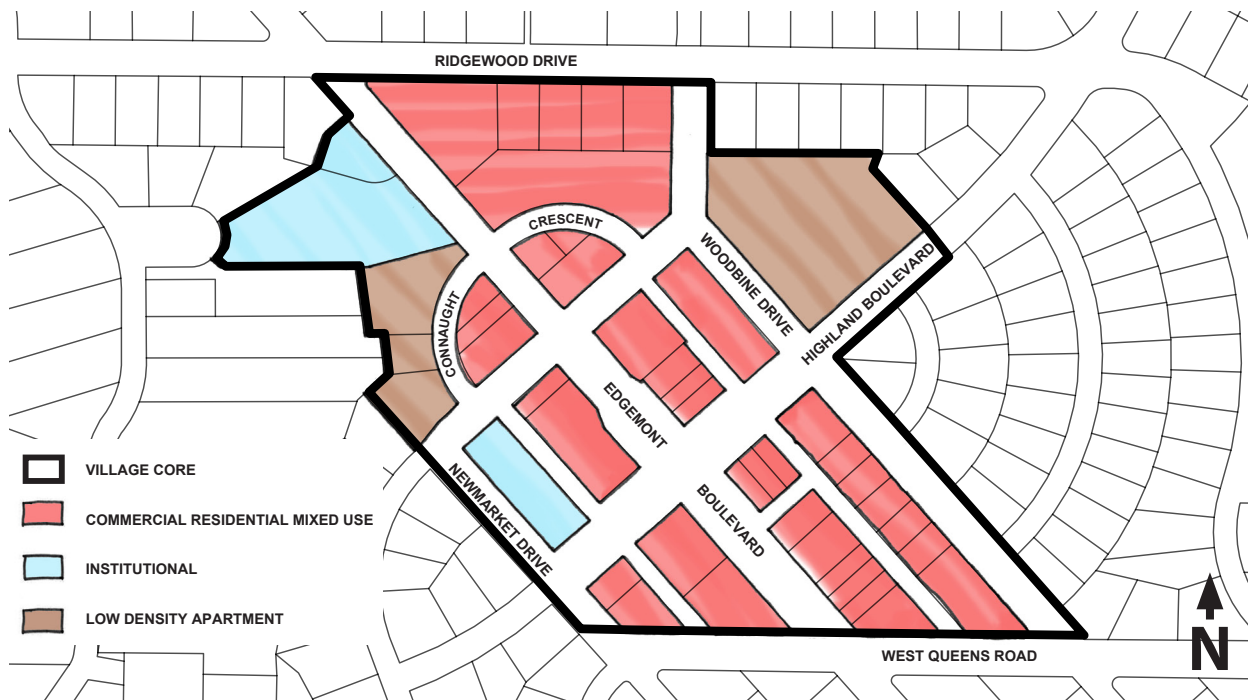 RIDGEWOOD DRIVE
CRESCENT
WOODBINE DRIVE
HIGHLAND BOULEVARD
CONNAUGHT
EDGEMONT
BOULEVARD
NEWMARKET DRIVE
VILLAGE CORE
COMMERCIAL RESIDENTIAL MIXED USE
INSTITUTIONAL
LOW DENSITY APARTMENT
WEST QUEENS ROAD
N